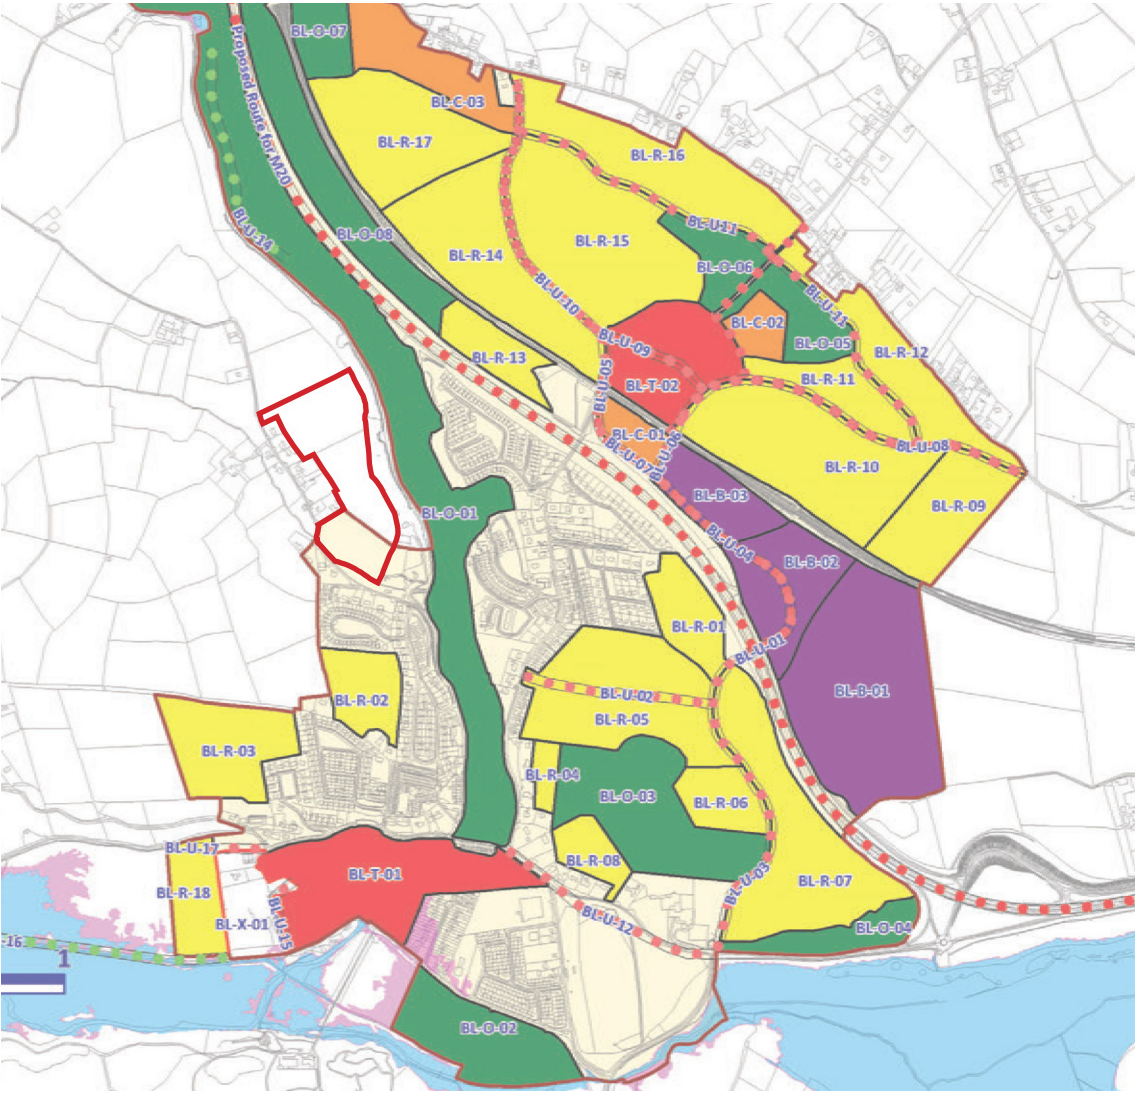 BL-O-07
Proposed Route for M20
BL-C-03
BL-R-17
BL-R-16
BL-U-14
BL-O-08
BL-U11
BL-R-15
BL-R-14
BL-O-06
BL-U-10
BL-U-11
BL-C-02
BL-U-09
BL-O-05
BL-R-12
BL-R-13
BL-U-05
BL-T-02
BL-R-11
BL-C-01
BL-U-06
BL-U-07
BL-U-08
BL-R-10
BL-B-03
BL-R-09
BL-O-01
BL-U-04
BL-B-02
BL-R-01
BL-U-01
BL-R-02
BL-U-02
BL-B-01
BL-R-05
BL-R-03
BL-R-04
BL-O-03
BL-R-06
BL-U-17
BL-R-08
BL-T-01
BL-R-07
BL-R-18
BL-U-03
BL-X-01
BL-U-15
BL-U-12
BL-O-04
-16
1
BL-O-02